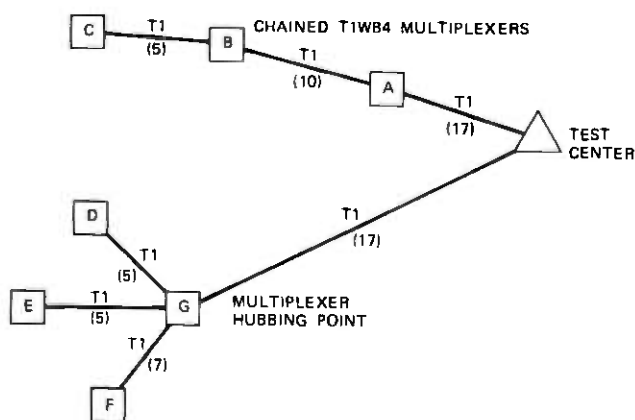 CHAINED T1WB4 MULTIPLEXERS
C
T1
(5)
B
T1
(10)
A
T1
(17)
TEST
CENTER
T1
(17)
D
T1
(5)
E
T1
(5)
G
MULTIPLEXER
HUBBING POINT
T1
(7)
F